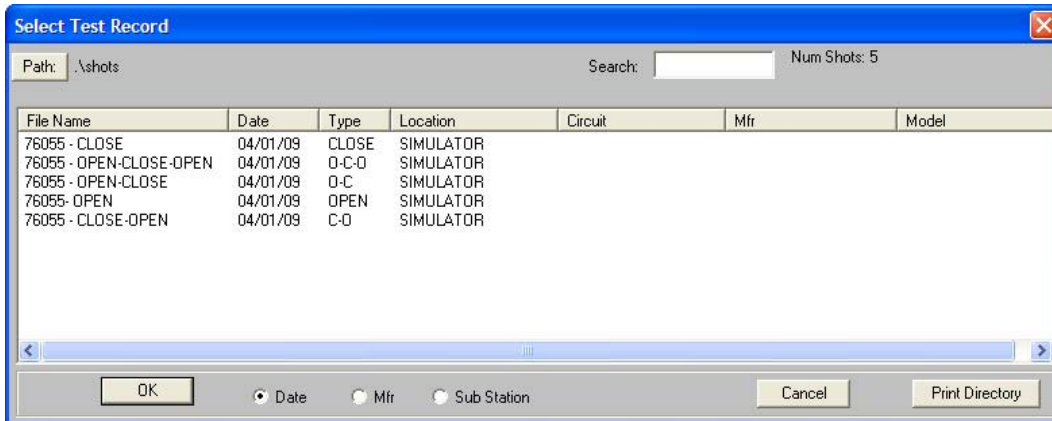 Select Test Record
Path: .\shots Search: Num Shots: 5
File Name Date Type Location Circuit Mfr Model
76055 - CLOSE 04/01/09 CLOSE SIMULATOR
76055 - OPEN-CLOSE-OPEN 04/01/09 O-C-O SIMULATOR
76055 - OPEN-CLOSE 04/01/09 O-C SIMULATOR
76055- OPEN 04/01/09 OPEN SIMULATOR
76055 - CLOSE-OPEN 04/01/09 C-O SIMULATOR
OK Date Mfr Sub Station Cancel Print Directory